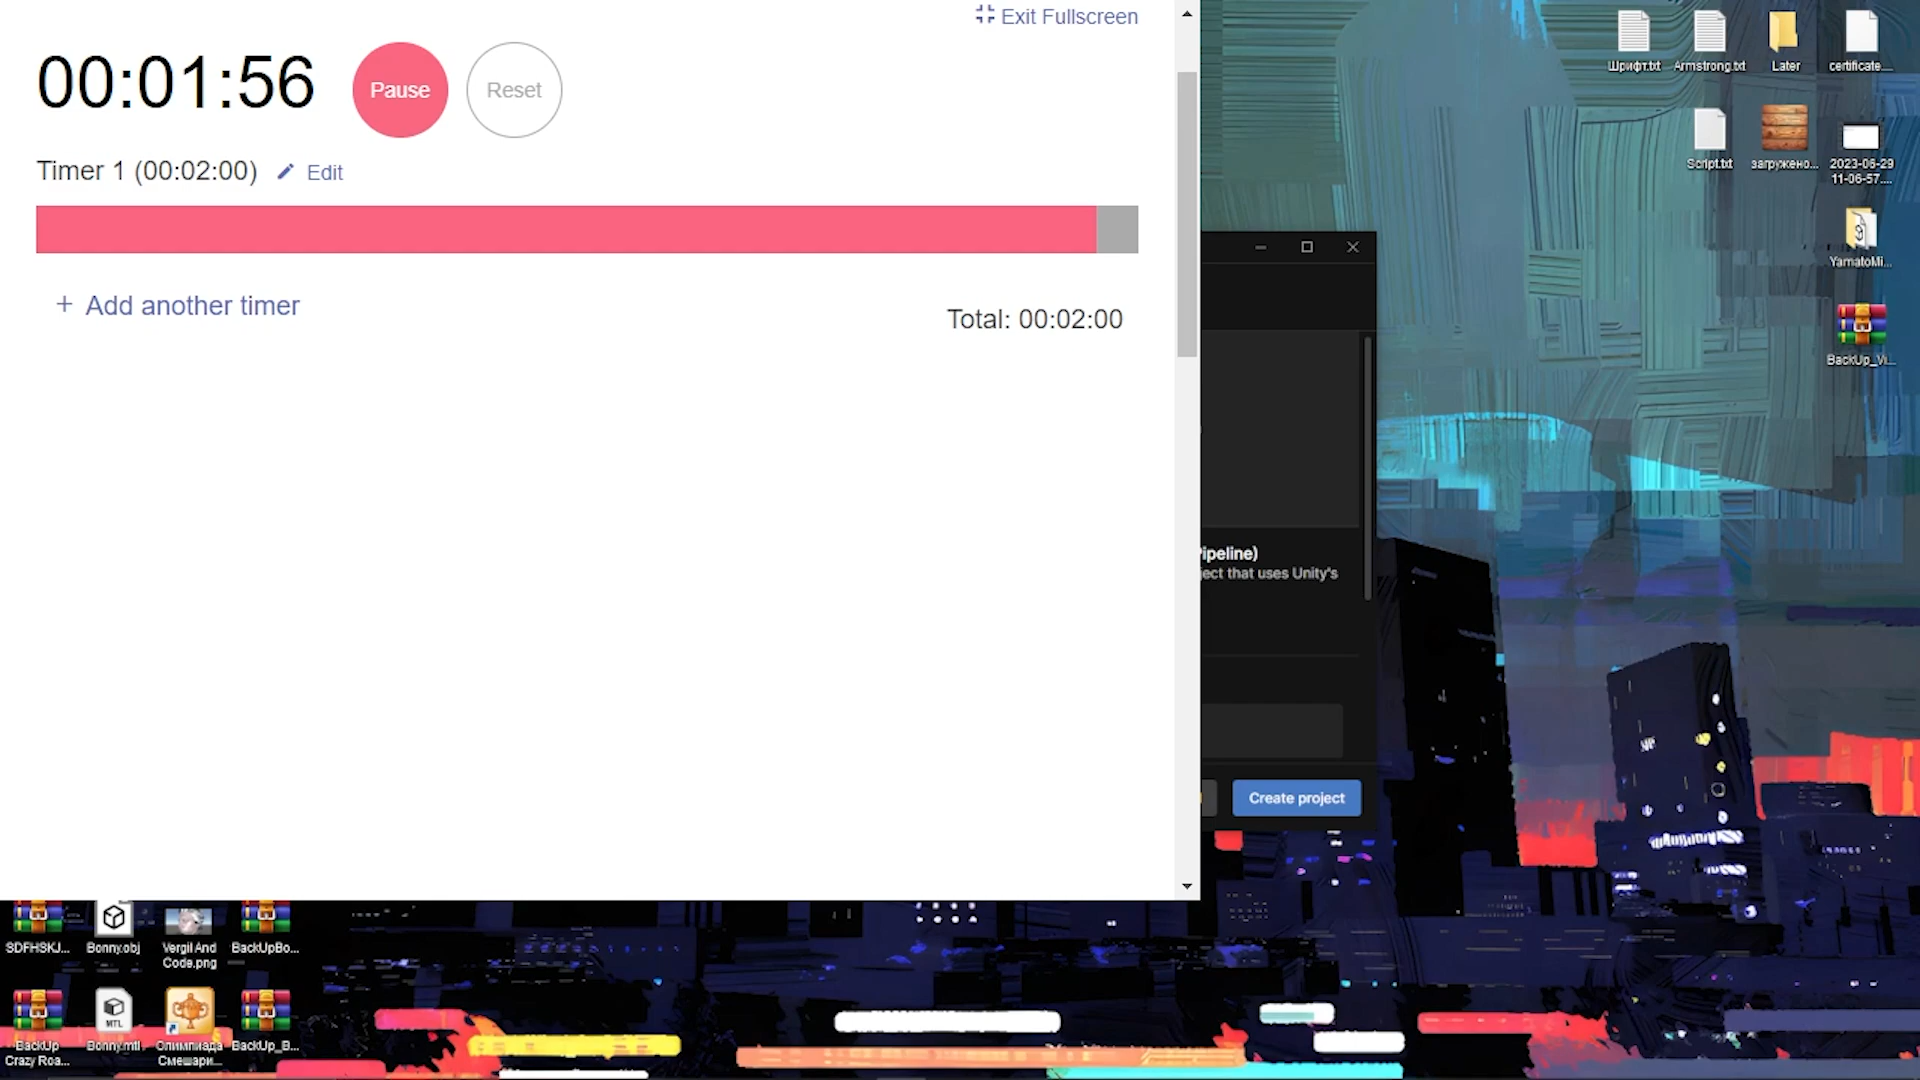 Exit Fullscreen
00:01:56
Pause
Reset
Timer 1 (00:02:00)
Edit
+ Add another timer
Total: 00:02:00
ject that uses Unity's
Create project
Шрифт.txt
Armstrong.txt
Later
certificate....
Script.txt
загружено...
2023-06-29
11-06-57....
YamatoMi...
BackUp_Vi...
SDFHSKJ...
Bonny.obj
Vergil And
Code.png
BackUpBo...
MTL
BackUp
Crazy Roa...
Bonny.mtl
Олимпиада
Смешари...
BackUp_B...